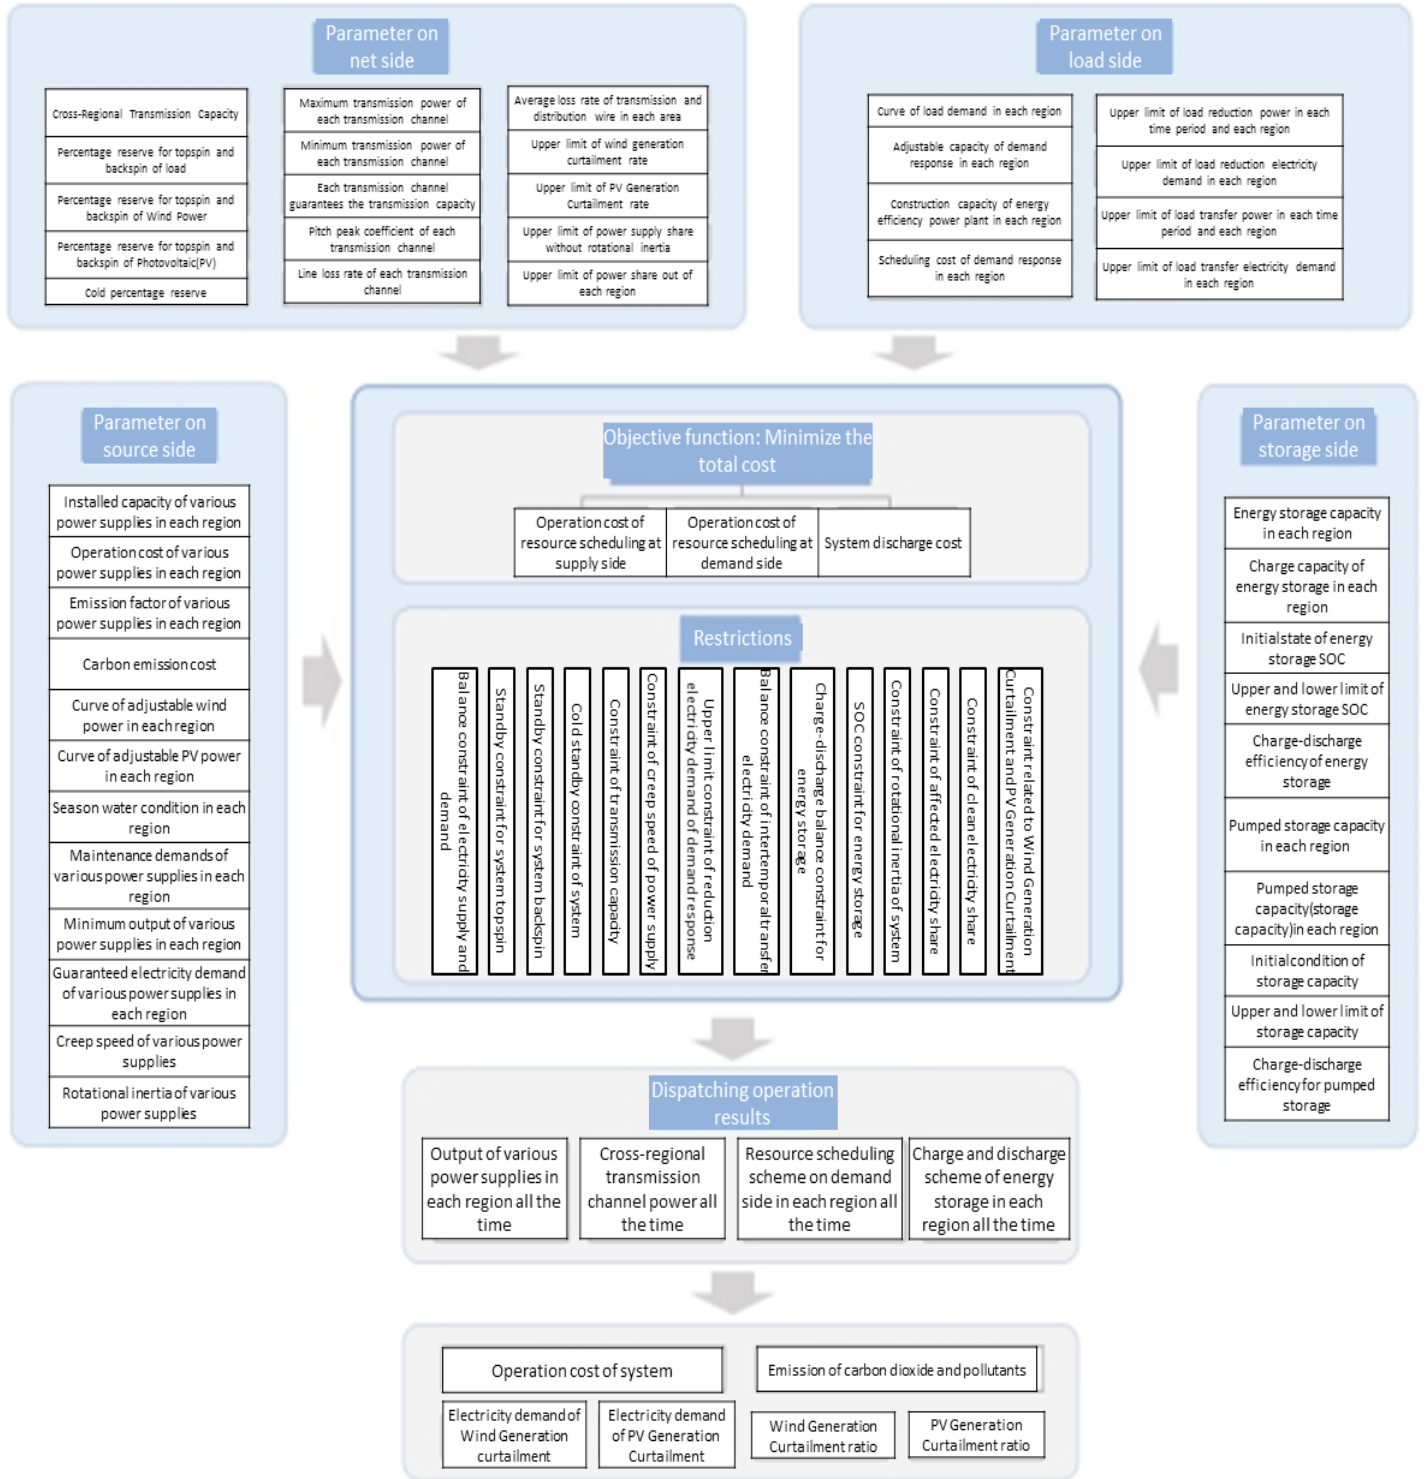 Parameter on
net side
Cross-Regional Transmission Capacity
Percentage reserve for topspin and
backspin of load
Percentage reserve for topspin and
backspin of Wind Power
Percentage reserve for topspin and
backspin of Photovoltaic(PV)
Cold percentage reserve
Maximum transmission power of
each transmission channel
Minimum transmission power of
each transmission channel
Each transmission channel
guarantees the transmission capacity
Pitch peak coefficient of each
transmission channel
Line loss rate of each transmission
channel
Average loss rate of transmission and
distribution wire in each area
Upper limit of wind generation
curtailment rate
Upper limit of PV Generation
Curtailment rate
Upper limit of power supply share
without rotational inertia
Upper limit of power share out of
each region
Parameter on
load side
Curve of load demand in each region
Adjustable capacity of demand
response in each region
Construction capacity of energy
efficiency power plant in each region
Scheduling cost of demand response
in each region
Upper limit of load reduction power in each
time period and each region
Upper limit of load reduction electricity
demand in each region
Upper limit of load transfer power in each time
period and each region
Upper limit of load transfer electricity demand
in each region
Parameter on
source side
Installed capacity of various
power supplies in each region
Operation cost of various
power supplies in each region
Emission factor of various
power supplies in each region
Carbon emission cost
Curve of adjustable wind
power in each region
Curve of adjustable PV power
in each region
Season water condition in each
region
Maintenance demands of
various power supplies in each
region
Minimum output of various
power supplies in each region
Guaranteed electricity demand
of various power supplies in
each region
Creep speed of various power
supplies
Rotational inertia of various
power supplies
Objective function: Minimize the
total cost
Operation cost of
resource scheduling at
supply side
Operation cost of
resource scheduling at
demand side
System discharge cost
Restrictions
Balance constraint of electricity supply and
demand
Standby constraint for system topspin
Standby constraint for system backspin
Cold standby constraint of system
Constraint of transmission capacity
Constraint of creep speed of power supply
Upper limit constraint of reduction
electricity demand of demand response
Balance constraint of intertemporal transfer
electricity demand
Charge-discharge balance constraint for
energy storage
SOC constraint for energy storage
Constraint of rotational inertia of system
Constraint of affected electricity share
Constraint of clean electricity share
Constraint related to Wind Generation
Curtailment and PV Generation Curtailment
Parameter on
storage side
Energy storage capacity
in each region
Charge capacity of
energy storage in each
region
Initial state of energy
storage SOC
Upper and lower limit of
energy storage SOC
Charge-discharge
efficiency of energy
storage
Pumped storage capacity
in each region
Pumped storage
capacity(storage
capacity)in each region
Initial condition of
storage capacity
Upper and lower limit of
storage capacity
Charge-discharge
efficiency for pumped
storage
Dispatching operation
results
Output of various
power supplies in
each region all the
time
Cross-regional
transmission
channel power all
the time
Resource scheduling
scheme on demand
side in each region all
the time
Charge and discharge
scheme of energy
storage in each
region all the time
Operation cost of system
Emission of carbon dioxide and pollutants
Electricity demand of
Wind Generation
curtailment
Electricity demand
of PV Generation
Curtailment
Wind Generation
Curtailment ratio
PV Generation
Curtailment ratio